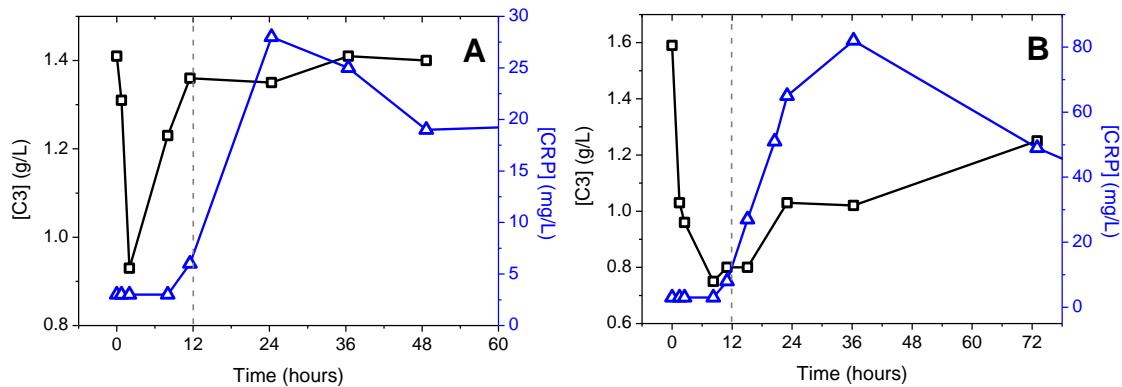 A
[C3] (g/L)
1.4
1.2
1.0
0.8
30
25
20
15
10
5
0
[CRP] (mg/L)
0 12 24 36 48 60
Time (hours)
B
[C3] (g/L)
1.6
1.4
1.2
1.0
0.8
0.6
80
60
40
20
0
[CRP] (mg/L)
0 12 24 36 48 60 72
Time (hours)